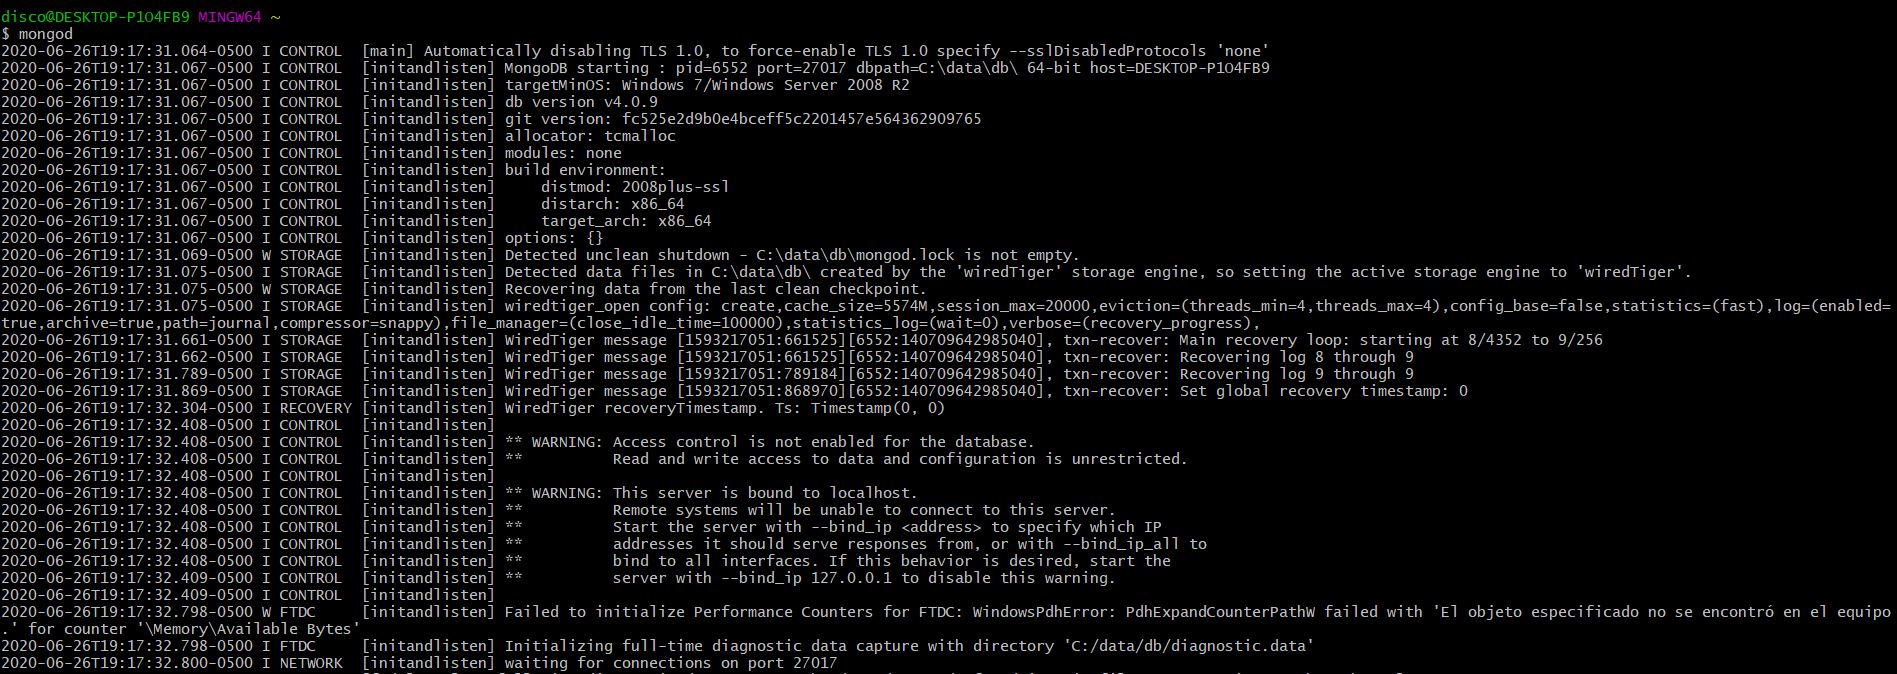 disco@DESKTOP-P1O4FB9 MINGW64 ~
$ mongod
2020-06-26T19:17:31.064-0500 I CONTROL  [main] Automatically disabling TLS 1.0, to force-enable TLS 1.0 specify --sslDisabledProtocols 'none'
2020-06-26T19:17:31.067-0500 I CONTROL  [initandlisten] MongoDB starting : pid=6552 port=27017 dbpath=C:\data\db\ 64-bit host=DESKTOP-P1O4FB9
2020-06-26T19:17:31.067-0500 I CONTROL  [initandlisten] targetMinOS: Windows 7/Windows Server 2008 R2
2020-06-26T19:17:31.067-0500 I CONTROL  [initandlisten] db version v4.0.9
2020-06-26T19:17:31.067-0500 I CONTROL  [initandlisten] git version: fc525e2d9b0e4bceff5c2201457e564362909765
2020-06-26T19:17:31.067-0500 I CONTROL  [initandlisten] allocator: tcmalloc
2020-06-26T19:17:31.067-0500 I CONTROL  [initandlisten] modules: none
2020-06-26T19:17:31.067-0500 I CONTROL  [initandlisten] build environment:
2020-06-26T19:17:31.067-0500 I CONTROL  [initandlisten]     distmod: 2008plus-ssl
2020-06-26T19:17:31.067-0500 I CONTROL  [initandlisten]     distarch: x86_64
2020-06-26T19:17:31.067-0500 I CONTROL  [initandlisten]     target_arch: x86_64
2020-06-26T19:17:31.067-0500 I CONTROL  [initandlisten] options: {}
2020-06-26T19:17:31.069-0500 W STORAGE  [initandlisten] Detected unclean shutdown - C:\data\db\mongod.lock is not empty.
2020-06-26T19:17:31.075-0500 I STORAGE  [initandlisten] Detected data files in C:\data\db\ created by the 'wiredTiger' storage engine, so setting the active storage engine to 'wiredTiger'.
2020-06-26T19:17:31.075-0500 W STORAGE  [initandlisten] Recovering data from the last clean checkpoint.
2020-06-26T19:17:31.075-0500 I STORAGE  [initandlisten] wiredtiger_open config: create,cache_size=5574M,session_max=20000,eviction=(threads_min=4,threads_max=4),config_base=false,statistics=(fast),log=(enabled=
true,archive=true,path=journal,compressor=snappy),file_manager=(close_idle_time=100000),statistics_log=(wait=0),verbose=(recovery_progress),
2020-06-26T19:17:31.661-0500 I STORAGE  [initandlisten] WiredTiger message [1593217051:661525][6552:140709642985040], txn-recover: Main recovery loop: starting at 8/4352 to 9/256
2020-06-26T19:17:31.662-0500 I STORAGE  [initandlisten] WiredTiger message [1593217051:661525][6552:140709642985040], txn-recover: Recovering log 8 through 9
2020-06-26T19:17:31.789-0500 I STORAGE  [initandlisten] WiredTiger message [1593217051:789184][6552:140709642985040], txn-recover: Recovering log 9 through 9
2020-06-26T19:17:31.869-0500 I STORAGE  [initandlisten] WiredTiger message [1593217051:868970][6552:140709642985040], txn-recover: Set global recovery timestamp: 0
2020-06-26T19:17:32.304-0500 I RECOVERY [initandlisten] WiredTiger recoveryTimestamp. Ts: Timestamp(0, 0)
2020-06-26T19:17:32.408-0500 I CONTROL  [initandlisten]
2020-06-26T19:17:32.408-0500 I CONTROL  [initandlisten] ** WARNING: Access control is not enabled for the database.
2020-06-26T19:17:32.408-0500 I CONTROL  [initandlisten] **          Read and write access to data and configuration is unrestricted.
2020-06-26T19:17:32.408-0500 I CONTROL  [initandlisten]
2020-06-26T19:17:32.408-0500 I CONTROL  [initandlisten] ** WARNING: This server is bound to localhost.
2020-06-26T19:17:32.408-0500 I CONTROL  [initandlisten] **          Remote systems will be unable to connect to this server.
2020-06-26T19:17:32.408-0500 I CONTROL  [initandlisten] **          Start the server with --bind_ip <address> to specify which IP
2020-06-26T19:17:32.408-0500 I CONTROL  [initandlisten] **          addresses it should serve responses from, or with --bind_ip_all to
2020-06-26T19:17:32.408-0500 I CONTROL  [initandlisten] **          bind to all interfaces. If this behavior is desired, start the
2020-06-26T19:17:32.409-0500 I CONTROL  [initandlisten] **          server with --bind_ip 127.0.0.1 to disable this warning.
2020-06-26T19:17:32.409-0500 I CONTROL  [initandlisten]
2020-06-26T19:17:32.798-0500 W FTDC     [initandlisten] Failed to initialize Performance Counters for FTDC: WindowsPdhError: PdhExpandCounterPathW failed with 'El objeto especificado no se encontró en el equipo
.' for counter '\Memory\Available Bytes'
2020-06-26T19:17:32.798-0500 I FTDC     [initandlisten] Initializing full-time diagnostic data capture with directory 'C:/data/db/diagnostic.data'
2020-06-26T19:17:32.800-0500 I NETWORK  [initandlisten] waiting for connections on port 27017